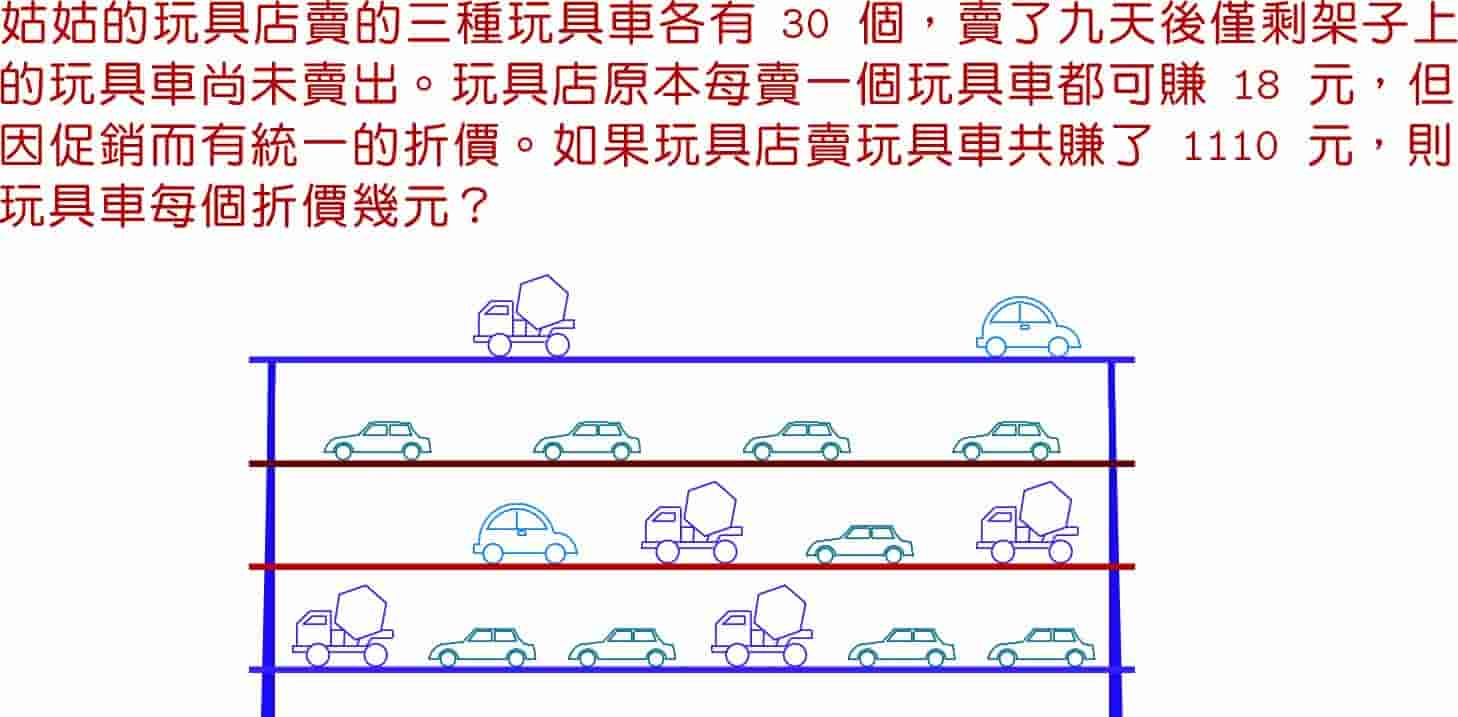 姑姑的玩具店賣的三種玩具車各有 30 個，賣了九天後僅剩架子上
的玩具車尚未賣出。玩具店原本每賣一個玩具車都可賺 18 元，但
因促銷而有統一的折價。如果玩具店賣玩具車共賺了 1110 元，則
玩具車每個折價幾元？